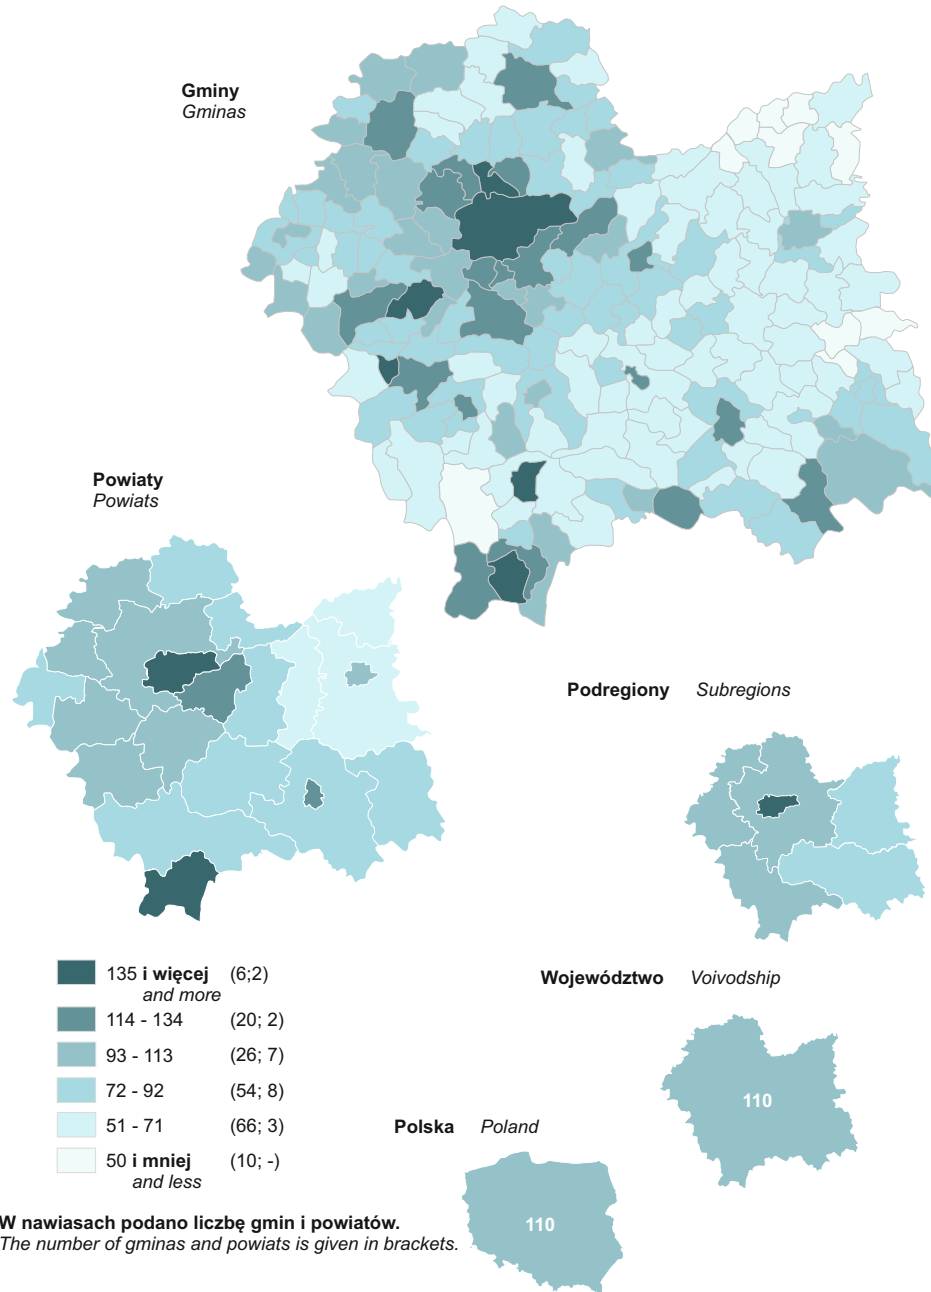 Gminy
Gminas
Powiaty
Powiats
Podregiony Subregions
135 i więcej (6;2)
and more
114 - 134 (20; 2)
93 - 113 (26; 7)
72 - 92 (54; 8)
51 - 71 (66; 3)
50 i mniej (10; -)
and less
Województwo Voivodship
110
Polska Poland
110
W nawiasach podano liczbę gmin i powiatów.
The number of gminas and powiats is given in brackets.